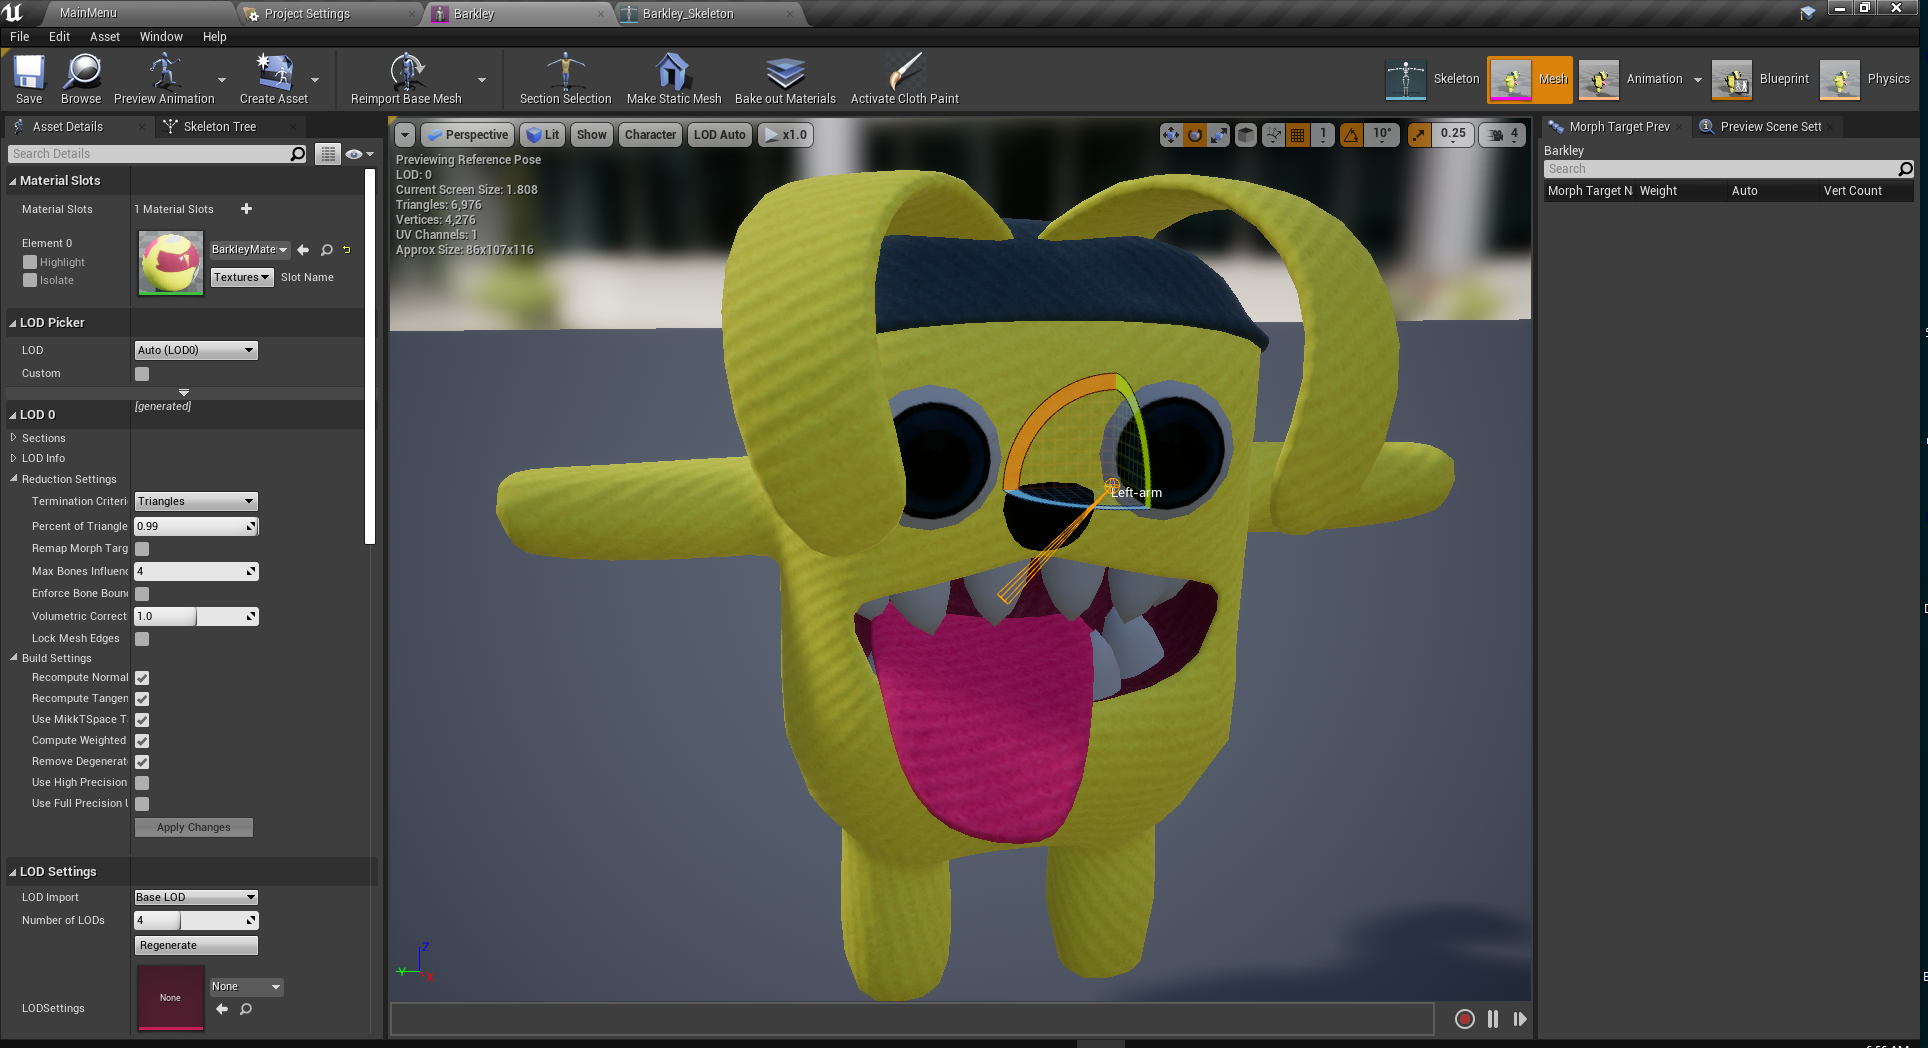 MainMenu
Project Settings
Barkley
Barkley_Skeleton
File Edit Asset Window Help
Save
Browse
Preview Animation
Create Asset
Reimport Base Mesh
Section Selection
Make Static Mesh
Bake out Materials
Activate Cloth Paint
Skeleton
Mesh
Animation
Blueprint
Physics
Asset Details
Skeleton Tree
Search Details
Material Slots
Material Slots 1 Material Slots
Element 0
Highlight
Isolate
BarkleyMate
Textures Slot Name
LOD Picker
LOD Auto (LOD0)
Custom
LOD 0 [generated]
Sections
LOD Info
Reduction Settings
Termination Criteri Triangles
Percent of Triangle 0.99
Remap Morph Targ
Max Bones Influenc 4
Enforce Bone Boun
Volumetric Correct 1.0
Lock Mesh Edges
Build Settings
Recompute Normal
Recompute Tangen
Use MikkTSpace T
Compute Weighted
Remove Degenerat
Use High Precision
Use Full Precision U
Apply Changes
LOD Settings
LOD Import Base LOD
Number of LODs 4
Regenerate
LODSettings None None
Perspective Lit Show Character LOD Auto x1.0
1 10° 0.25 4
Previewing Reference Pose
LOD: 0
Current Screen Size: 1.808
Triangles: 6,976
Vertices: 4,276
UV Channels: 1
Approx Size: 86x107x116
Left-arm
Z
Y
X
Morph Target Prev
Preview Scene Sett
Barkley
Search
Morph Target N Weight Auto Vert Count